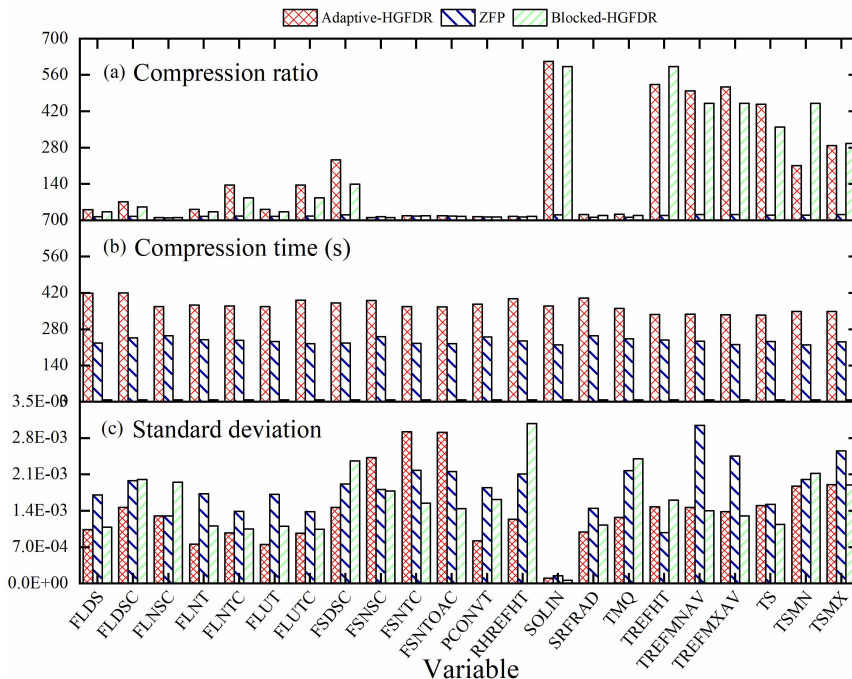 Adaptive-HGFDR ZFP Blocked-HGFDR
700
(a) Compression ratio
560
420
280
140
700
(b) Compression time (s)
560
420
280
140
3.5E-03
(c) Standard deviation
2.8E-03
2.1E-03
1.4E-03
7.0E-04
0.0E+00
FLDS FLDSC FLNSC FLNT FLNTC FLUT FLUTC FSDSC FSNSC FSNTC FSNTOAC PCONVT RHREFHT SOLIN SRFRAD TMQ TREFHT TREFMNAV TREFMXAV TS TSMN TSMX
Variable